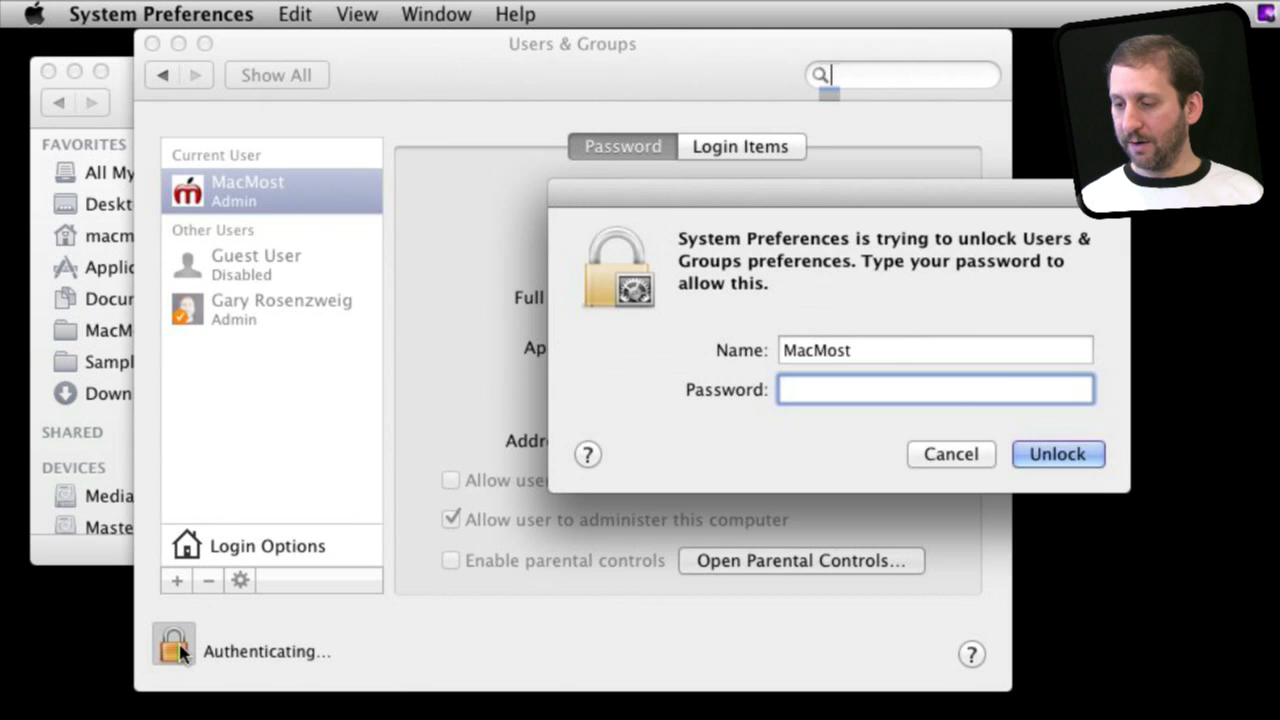 System Preferences Edit View Window Help
Users & Groups
Show All
FAVORITES
All My
Deskt
macm
Applic
Docum
MacM
Sampl
Down
SHARED
DEVICES
Media
Maste
Current User
MacMost
Admin
Other Users
Guest User
Disabled
Gary Rosenzweig
Admin
Login Options
+ −
Authenticating...
Password Login Items
Full
Ap
Addre
Allow user
Allow user to administer this computer
Enable parental controls Open Parental Controls...
?
System Preferences is trying to unlock Users &
Groups preferences. Type your password to
allow this.
Name: MacMost
Password:
? Cancel Unlock